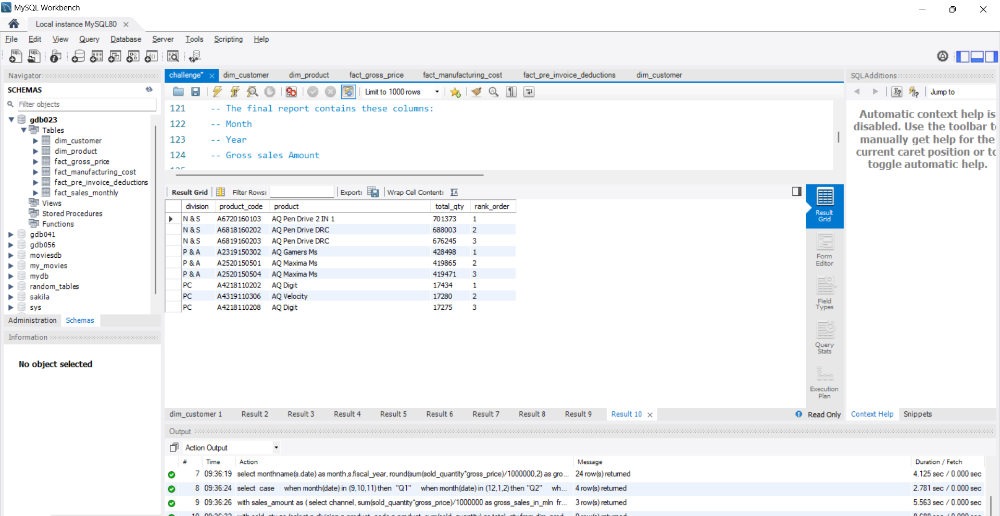 MySQL Workbench
Local instance MySQL80
File Edit View Query Database Server Tools Scripting Help
Navigator
SCHEMAS
Filter objects
gdb023
Tables
dim_customer
dim_product
fact_gross_price
fact_manufacturing_cost
fact_pre_invoice_deductions
fact_sales_monthly
Views
Stored Procedures
Functions
gdb041
gdb056
moviesdb
my_movies
mydb
random_tables
sakila
sys
Administration Schemas
Information
No object selected
challenge* dim_customer dim_product fact_gross_price fact_manufacturing_cost fact_pre_invoice_deductions dim_customer
Limit to 1000 rows
121 -- The final report contains these columns:
122 -- Month
123 -- Year
124 -- Gross sales Amount
125
Result Grid Filter Rows: Export: Wrap Cell Content:
division product_code product total_qty rank_order
N & S A6720160103 AQ Pen Drive 2 IN 1 701373 1
N & S A6818160202 AQ Pen Drive DRC 688003 2
N & S A6819160203 AQ Pen Drive DRC 676245 3
P & A A2319150302 AQ Gamers Ms 428498 1
P & A A2520150501 AQ Maxima Ms 419865 2
P & A A2520150504 AQ Maxima Ms 419471 3
PC A4218110202 AQ Digit 17434 1
PC A4319110306 AQ Velocity 17280 2
PC A4218110208 AQ Digit 17275 3
Result
Grid
Form
Editor
Field
Types
Query
Stats
Execution
Plan
dim_customer 1 Result 2 Result 3 Result 4 Result 5 Result 6 Result 7 Result 8 Result 9 Result 10 Read Only
SQLAdditions
Jump to
Automatic context help is
disabled. Use the toolbar
manually get help for the
current caret position or
toggle automatic help.
Context Help Snippets
Output
Action Output
# Time Action Message Duration / Fetch
7 09:36:19 select monthname(s.date) as month,s.fiscal_year, round(sum(sold_quantity*gross_price)/1000000,2) as gro... 24 row(s) returned 4.125 sec / 0.000 sec
8 09:36:24 select case when month(date) in (9,10,11) then "Q1" when month(date) in (12,1,2) then "Q2" wh... 4 row(s) returned 2.781 sec / 0.000 sec
9 09:36:26 with sales_amount as ( select channel, sum(sold_quantity*gross_price)/1000000 as gross_sales_in_mln fr... 3 row(s) returned 5.563 sec / 0.000 sec